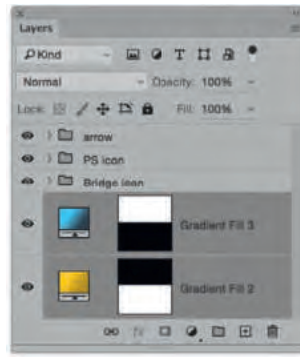 Layers
Kind
Normal Opacity: 100%
Lock: Fill: 100%
arrow
PS icon
Bridge icon
Gradient Fill 3
Gradient Fill 2
fx